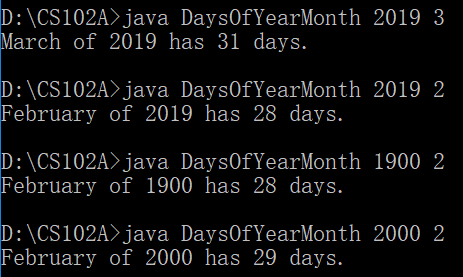 D:\CS102A>java DaysOfYearMonth 2019 3
March of 2019 has 31 days.
D:\CS102A>java DaysOfYearMonth 2019 2
February of 2019 has 28 days.
D:\CS102A>java DaysOfYearMonth 1900 2
February of 1900 has 28 days.
D:\CS102A>java DaysOfYearMonth 2000 2
February of 2000 has 29 days.